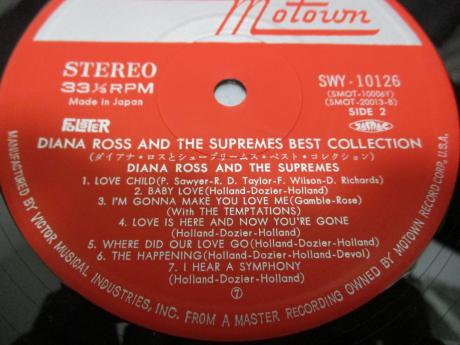 Motown
STEREO
33⅓ RPM
Made in Japan
SWY-10126
(SMOT-10006Y)
(SMOT-20013-B)
SIDE 2
JASRAC
DIANA ROSS AND THE SUPREMES BEST COLLECTION
(ダイアナ・ロスとシュープリームス・ベスト・コレクション)
DIANA ROSS AND THE SUPREMES
1. LOVE CHILD(P. Sawyer-R. D. Taylor-F. Wilson-D. Richards)
2. BABY LOVE(Holland-Dozier-Holland)
3. I'M GONNA MAKE YOU LOVE ME(Gamble-Rose)
(With THE TEMPTATIONS)
4. LOVE IS HERE AND NOW YOU'RE GONE
(Holland-Dozier-Holland)
5. WHERE DID OUR LOVE GO(Holland-Dozier-Holland)
6. THE HAPPENING(Holland-Dozier-Holland-Devol)
7. I HEAR A SYMPHONY
(Holland-Dozier-Holland)
⑦
MANUFACTURED BY VICTOR MUSICAL INDUSTRIES, INC. FROM A MASTER RECORDING OWNED BY MOTOWN RECORD CORP. U.S.A.